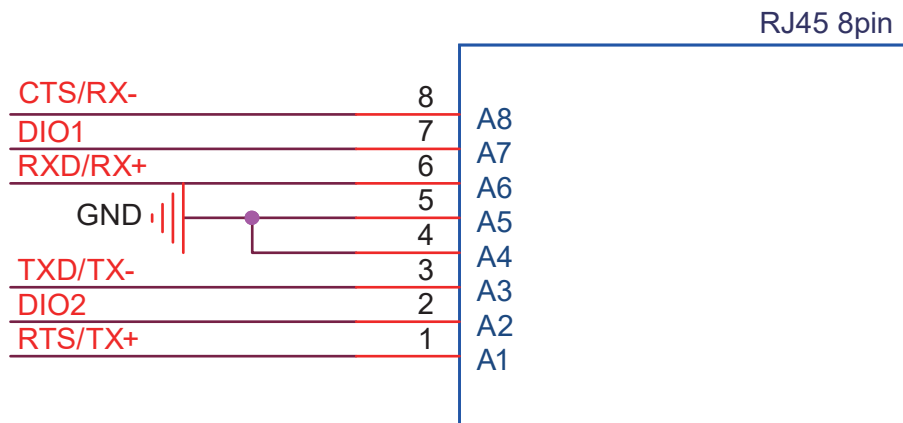 RJ45 8pin
CTS/RX- 8 A8
DIO1 7 A7
RXD/RX+ 6 A6
GND 5 A5
4 A4
TXD/TX- 3 A3
DIO2 2 A2
RTS/TX+ 1 A1